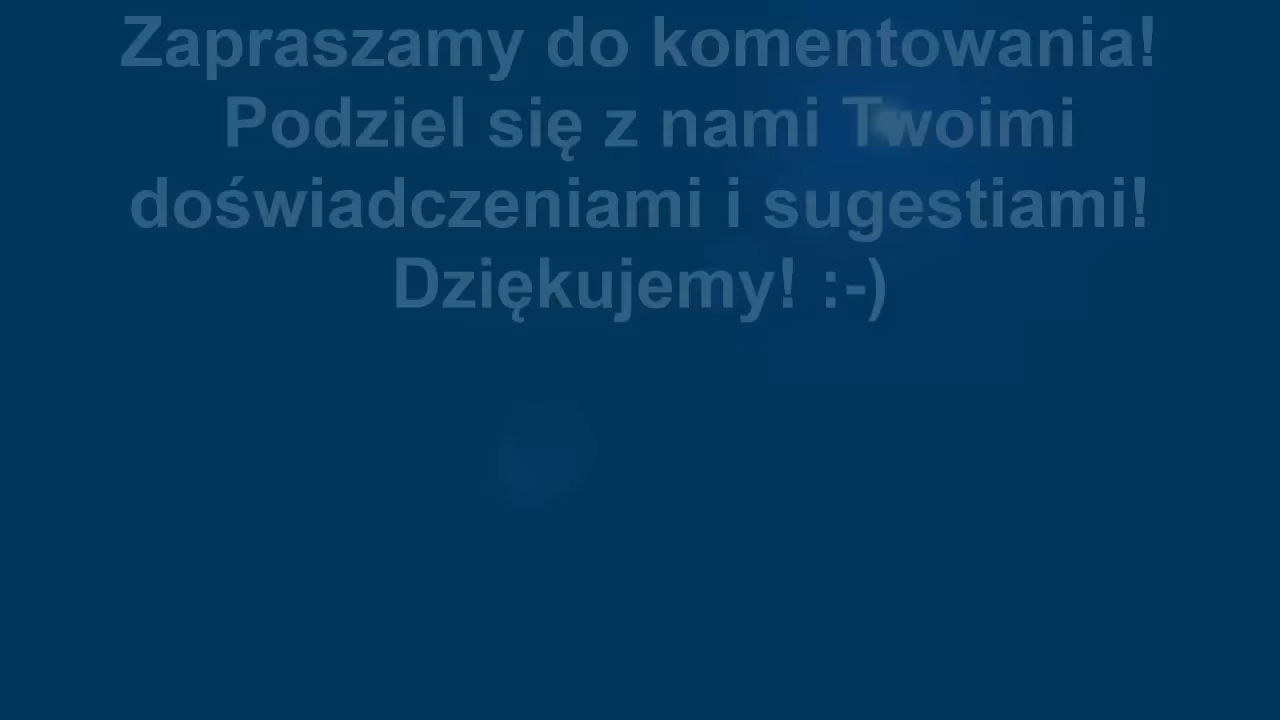 Zapraszamy do komentowania!
Podziel się z nami Twoimi
doświadczeniami i sugestiami!
Dziękujemy! :-)